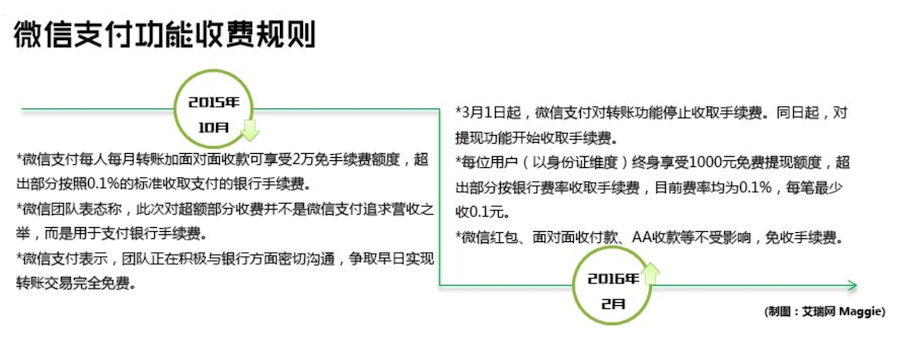 微信支付功能收费规则
2015年
10月
*微信支付每人每月转账加面对面收款可享受2万免手续费额度，超
出部分按照0.1%的标准收取支付的银行手续费。
*微信团队表态称，此次对超额部分收费并不是微信支付追求营收之
举，而是用于支付银行手续费。
*微信支付表示，团队正在积极与银行方面密切沟通，争取早日实现
转账交易完全免费。
*3月1日起，微信支付对转账功能停止收取手续费。同日起，对
提现功能开始收取手续费。
*每位用户（以身份证维度）终身享受1000元免费提现额度，超
出部分按银行费率收取手续费，目前费率均为0.1%，每笔最少
收0.1元。
*微信红包、面对面收付款、AA收款等不受影响，免收手续费。
2016年
2月
(制图：艾瑞网 Maggie)